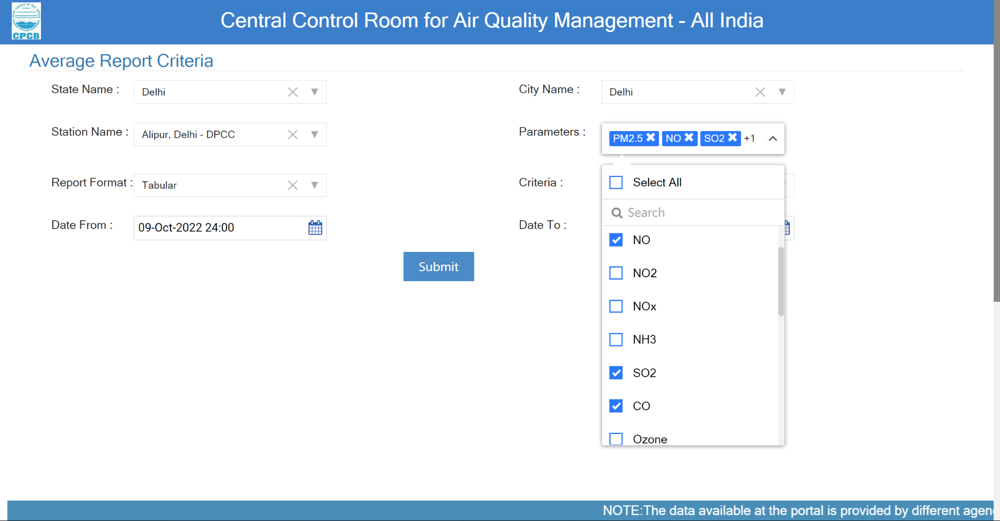 CPCB
Central Control Room for Air Quality Management - All India
Average Report Criteria
State Name : Delhi
City Name : Delhi
Station Name : Alipur, Delhi - DPCC
Parameters : PM2.5 NO SO2 +1
Report Format : Tabular
Criteria :
Select All
Search
Date From : 09-Oct-2022 24:00
Date To :
NO
NO2
NOx
NH3
SO2
CO
Ozone
Submit
NOTE:The data available at the portal is provided by different agen